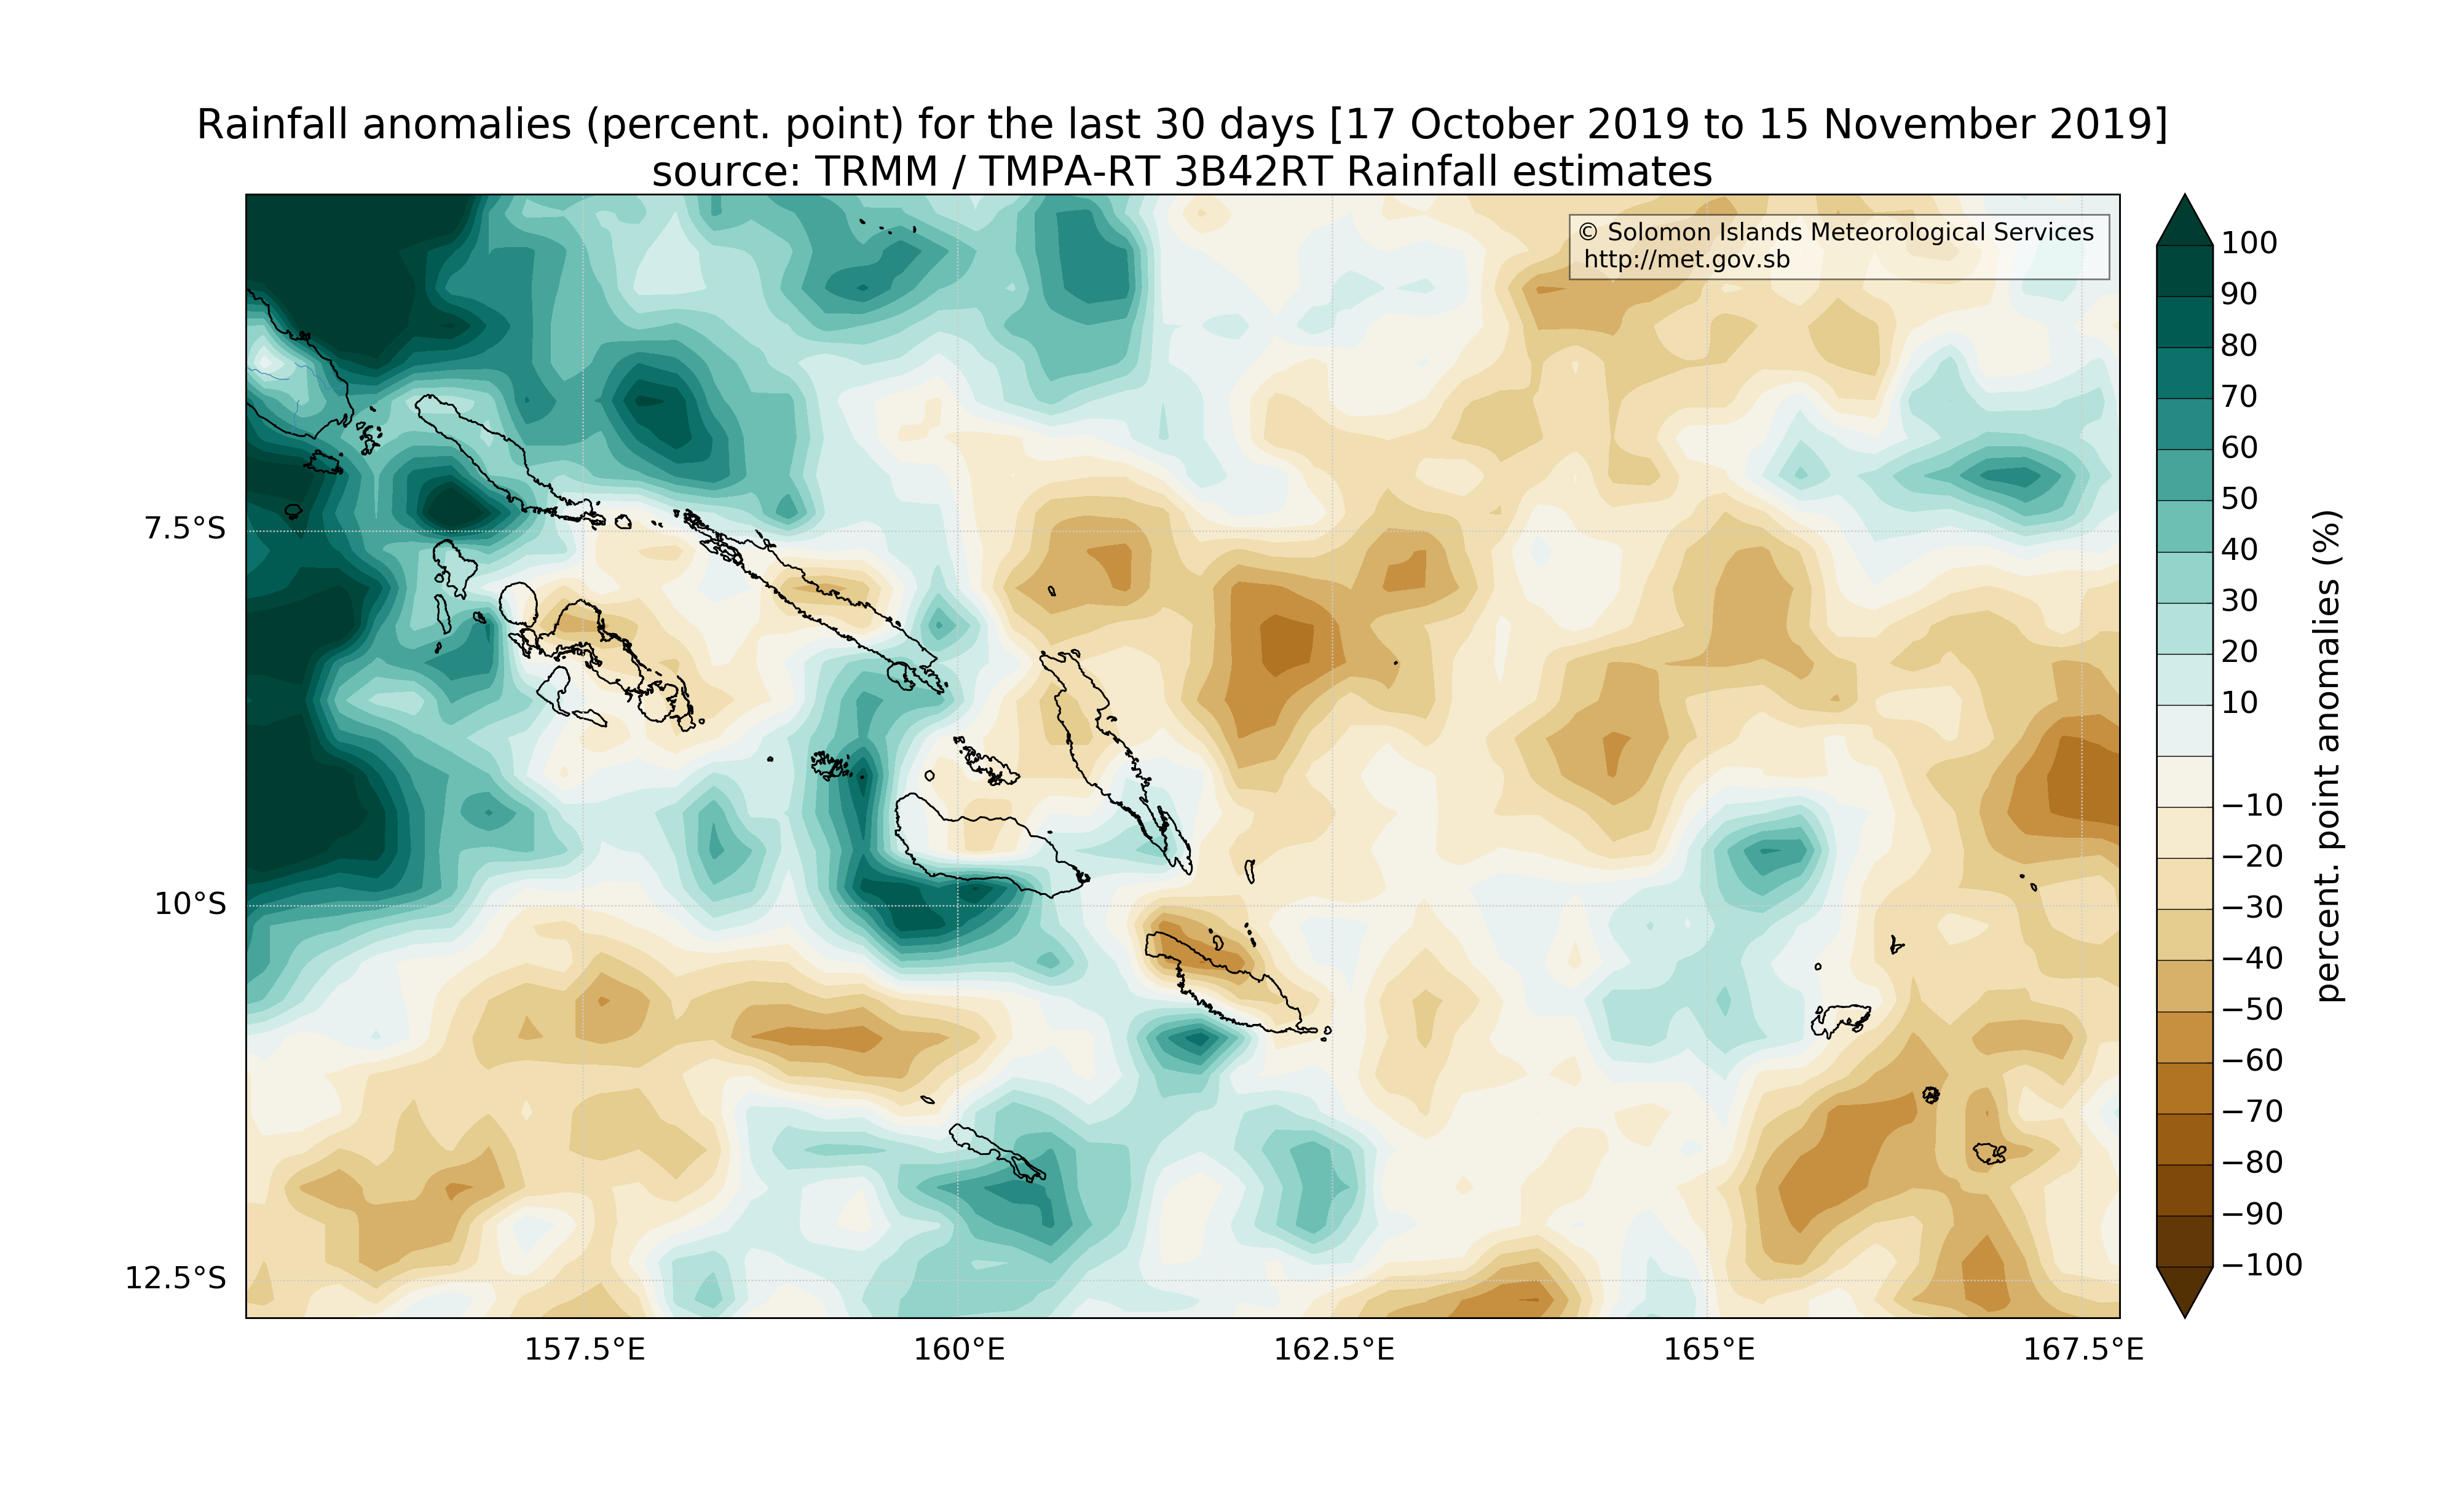 Rainfall anomalies (percent. point) for the last 30 days [17 October 2019 to 15 November 2019]
source: TRMM / TMPA-RT 3B42RT Rainfall estimates
© Solomon Islands Meteorological Services
http://met.gov.sb
7.5°S
10°S
12.5°S
157.5°E
160°E
162.5°E
165°E
167.5°E
100
90
80
70
60
50
40
30
20
10
−10
−20
−30
−40
−50
−60
−70
−80
−90
−100
percent. point anomalies (%)